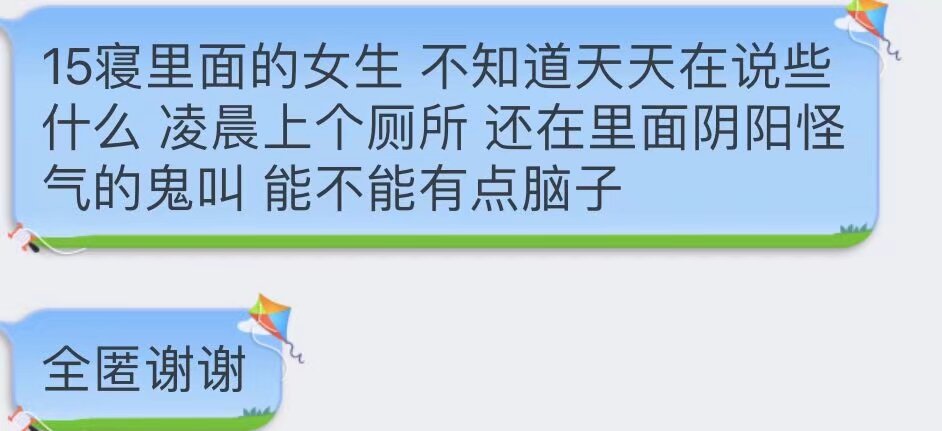 15寝里面的女生 不知道天天在说些
什么 凌晨上个厕所 还在里面阴阳怪
气的鬼叫 能不能有点脑子
全匿谢谢